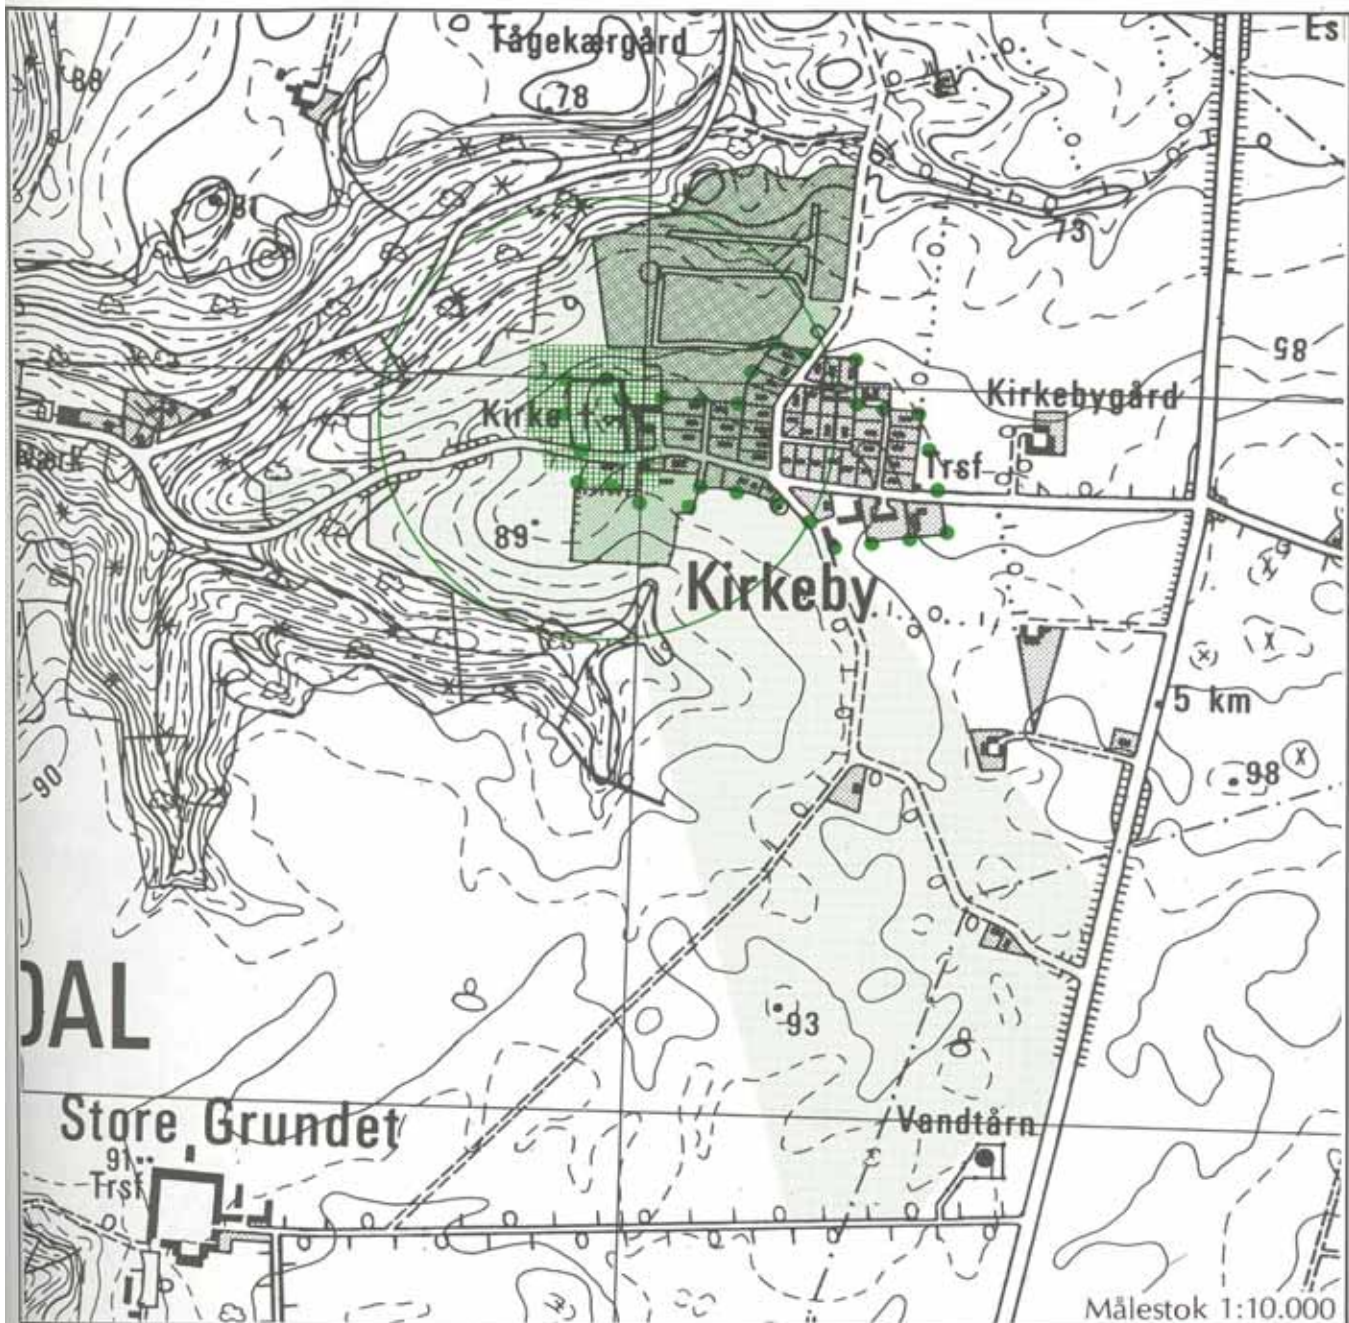 Tågekærgård
Es
88
78
81
73
85
Kirkebygård
Kirke
Trsf
89
Kirkeby
5 km
98
90
93
DAL
Store Grundet
Vandtårn
91
Trsf
Målestok 1:10.000